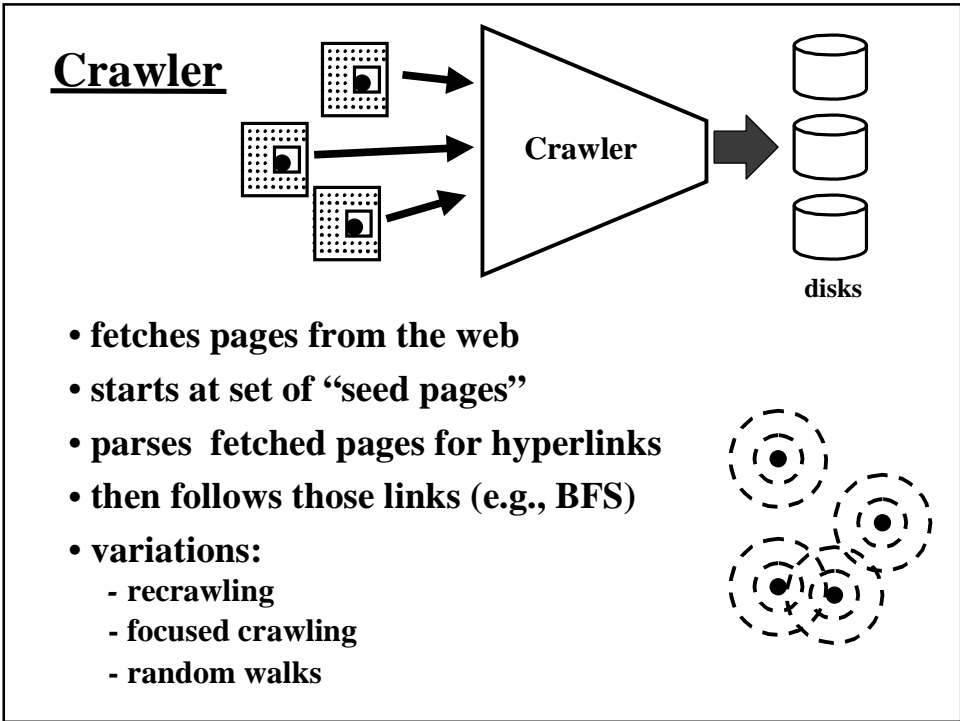 Crawler
Crawler
disks
• fetches pages from the web
• starts at set of “seed pages”
• parses  fetched pages for hyperlinks
• then follows those links (e.g., BFS)
• variations:
- recrawling
- focused crawling
- random walks